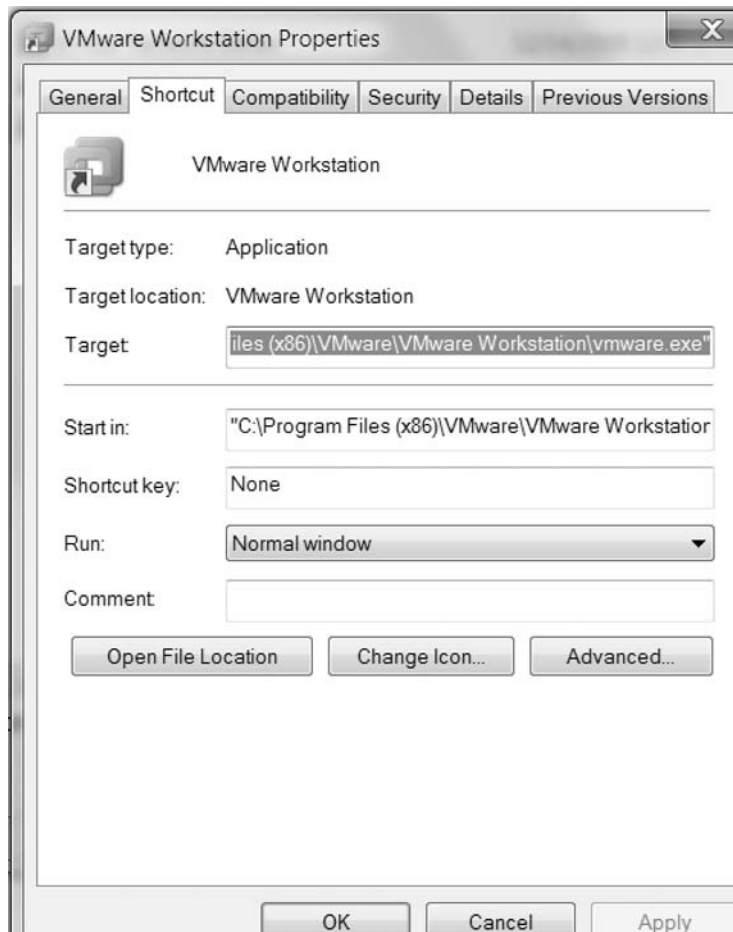 VMware Workstation Properties
X
General Shortcut Compatibility Security Details Previous Versions
VMware Workstation
Target type: Application
Target location: VMware Workstation
Target: iles (x86)\VMware\VMware Workstation\vmware.exe"
Start in: "C:\Program Files (x86)\VMware\VMware Workstation
Shortcut key: None
Run: Normal window
Comment:
Open File Location Change Icon... Advanced...
OK Cancel Apply